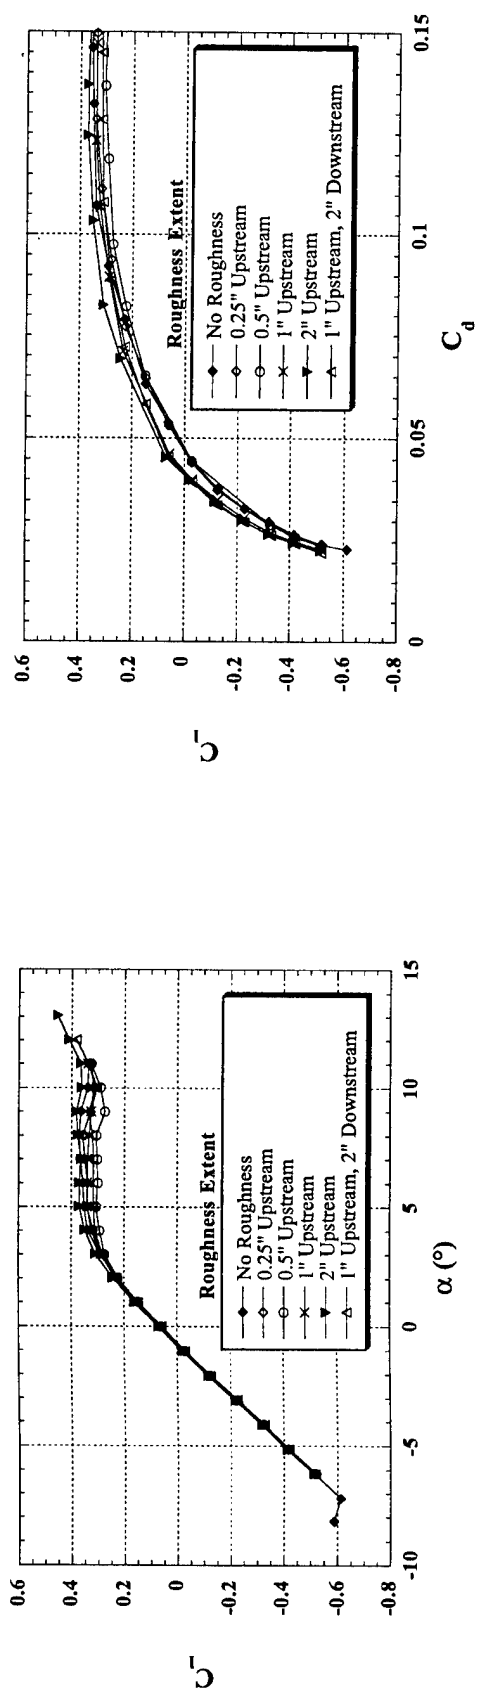 C_l
0.6
0.4
0.2
0
-0.2
-0.4
-0.6
-0.8
Roughness Extent
No Roughness
0.25" Upstream
0.5" Upstream
1" Upstream
2" Upstream
1" Upstream, 2" Downstream
-10
-5
0
5
10
15
α (°)
C_l
0.6
0.4
0.2
0
-0.2
-0.4
-0.6
-0.8
Roughness Extent
No Roughness
0.25" Upstream
0.5" Upstream
1" Upstream
2" Upstream
1" Upstream, 2" Downstream
0
0.05
0.1
0.15
C_d